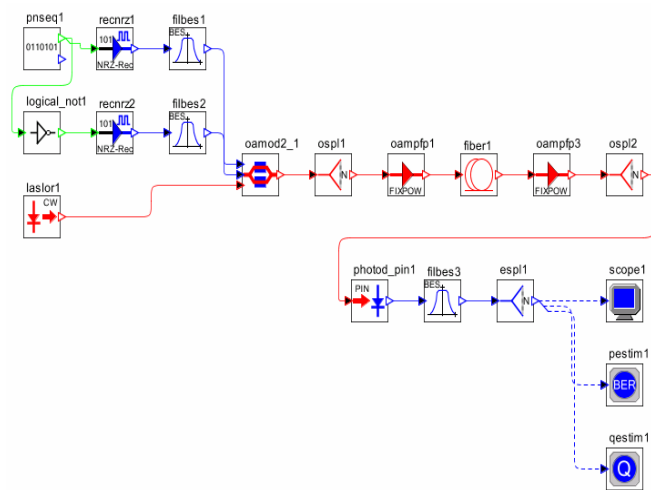 pnseq1
recnrz1
filbes1
0110101
101
NRZ-Rec
BES
logical_not1
recnrz2
filbes2
101
NRZ-Rec
BES
oamod2_1
ospl1
oampfp1
fiber1
oampfp3
ospl2
laslor1
CW
N
FIXPOW
FIXPOW
N
photod_pin1
filbes3
espl1
scope1
PIN
BES
N
pestim1
BER
qestim1
Q